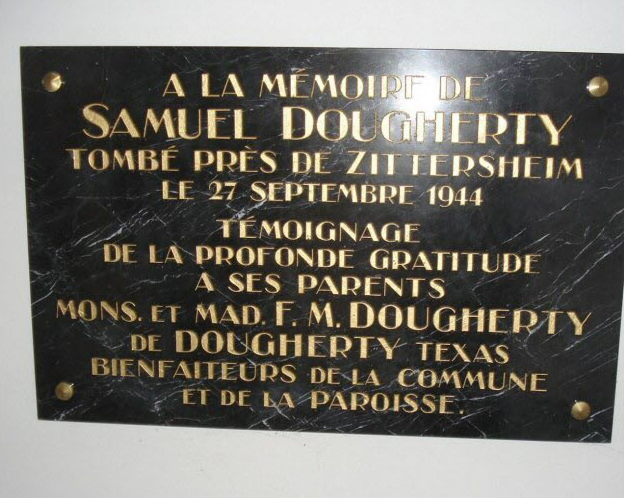 A LA MÉMOIRE DE
SAMUEL DOUGHERTY
TOMBÉ PRÈS DE ZITTERSHEIM
LE 27 SEPTEMBRE 1944
TÉMOIGNAGE
DE LA PROFONDE GRATITUDE
A SES PARENTS
MONS. ET MAD. F. M. DOUGHERTY
DE DOUGHERTY TEXAS
BIENFAITEURS DE LA COMMUNE
ET DE LA PAROISSE.